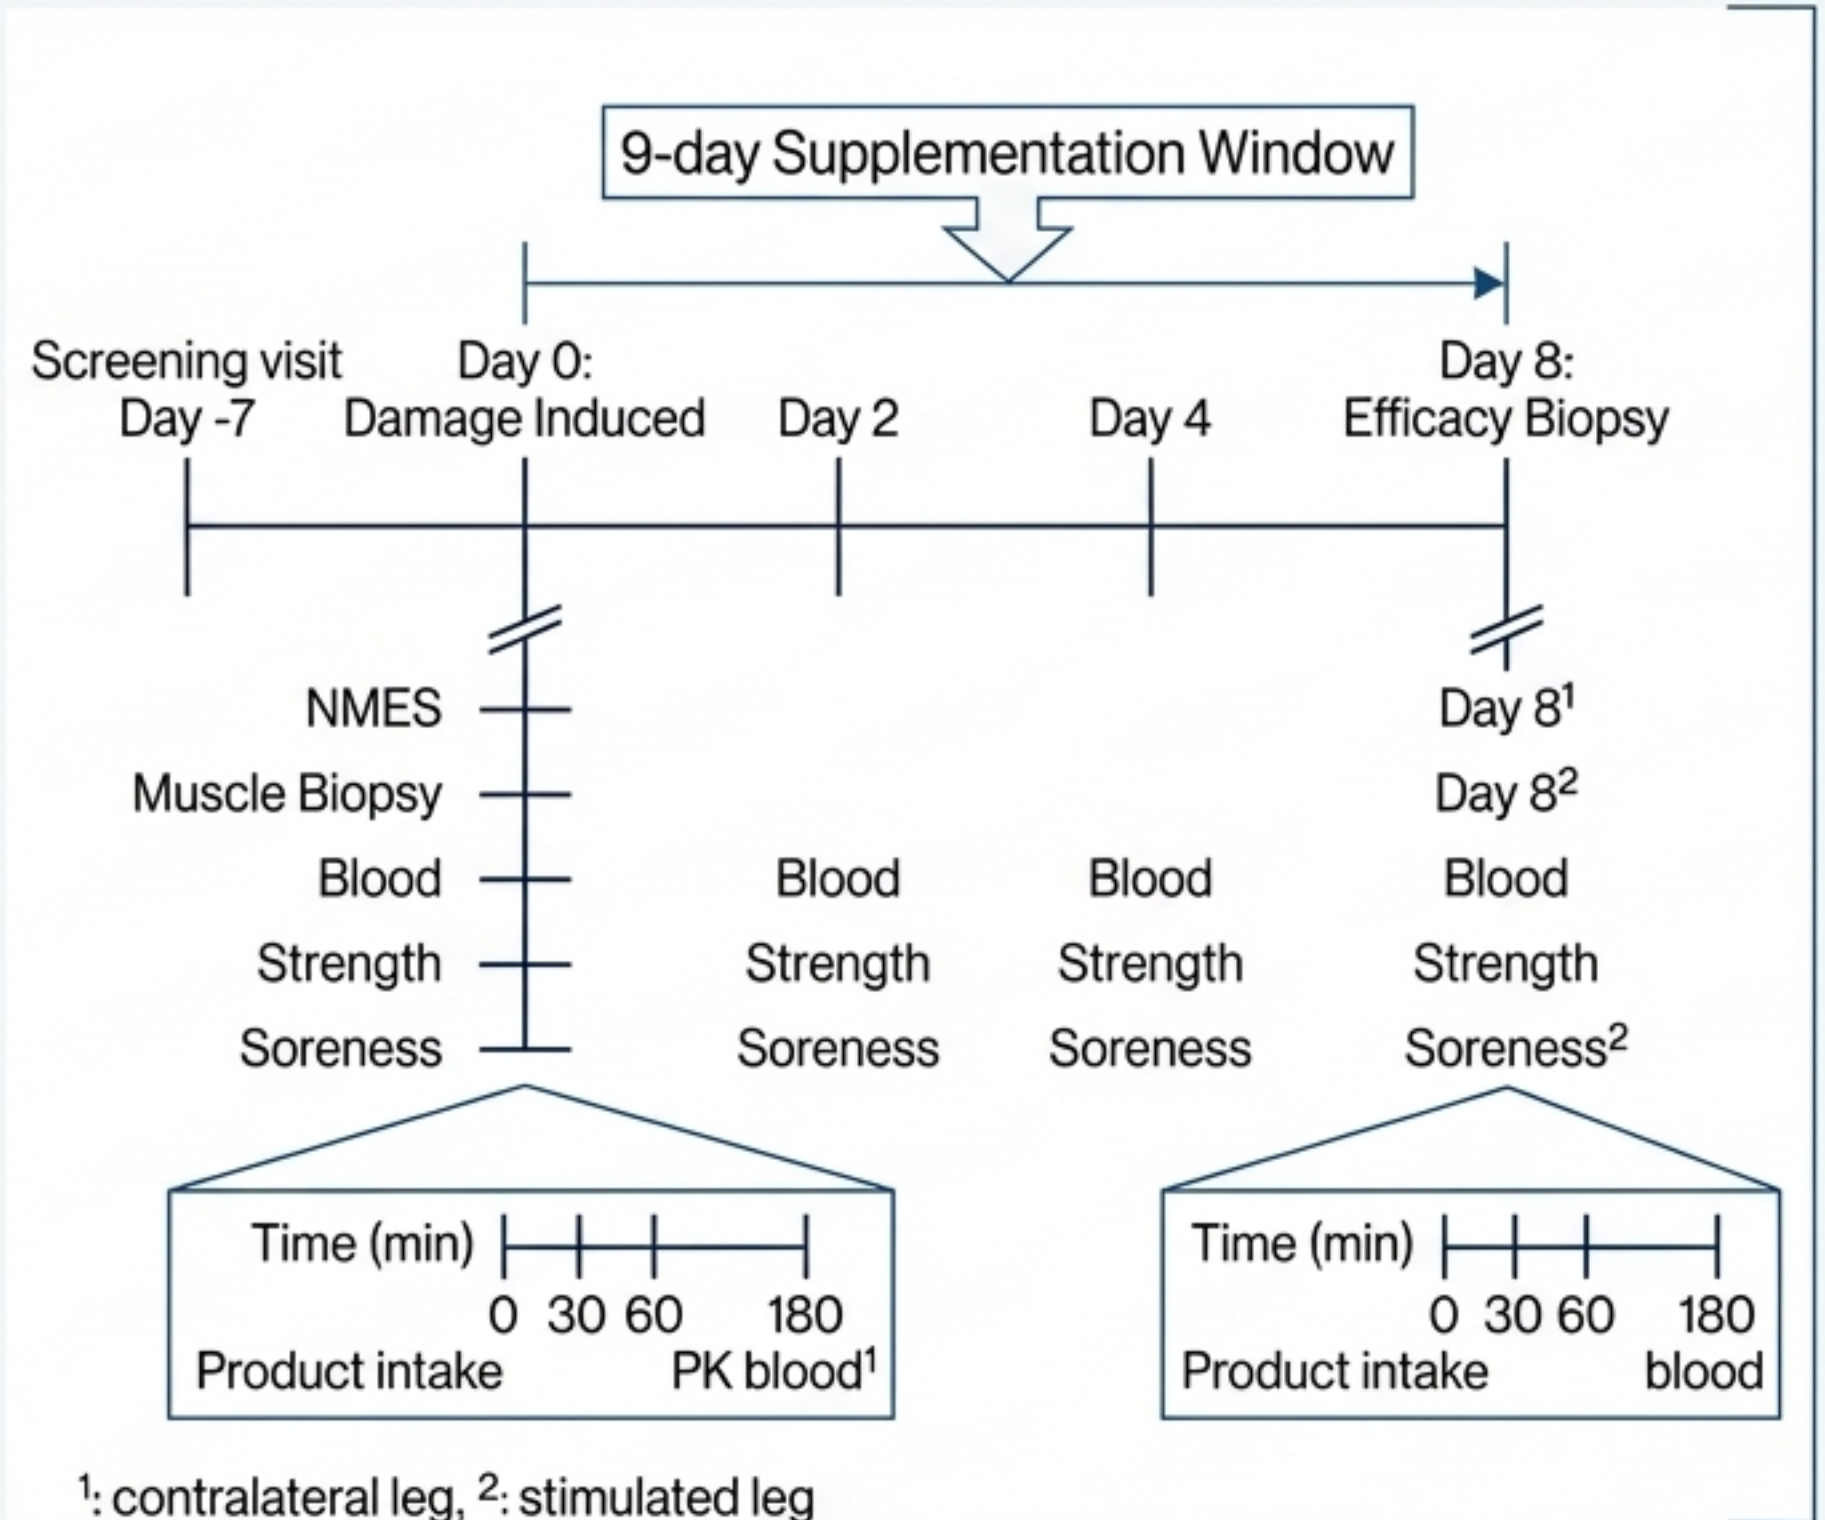 9-day Supplementation Window
Screening visit
Day -7
Day 0:
Damage Induced
Day 2
Day 4
Day 8:
Efficacy Biopsy
NMES
Day 8¹
Muscle Biopsy
Day 8²
Blood
Blood
Blood
Blood
Strength
Strength
Strength
Strength
Soreness
Soreness
Soreness
Soreness²
Time (min)
0 30 60 180
Product intake PK blood¹
Time (min)
0 30 60 180
Product intake blood
¹: contralateral leg, ²: stimulated leg